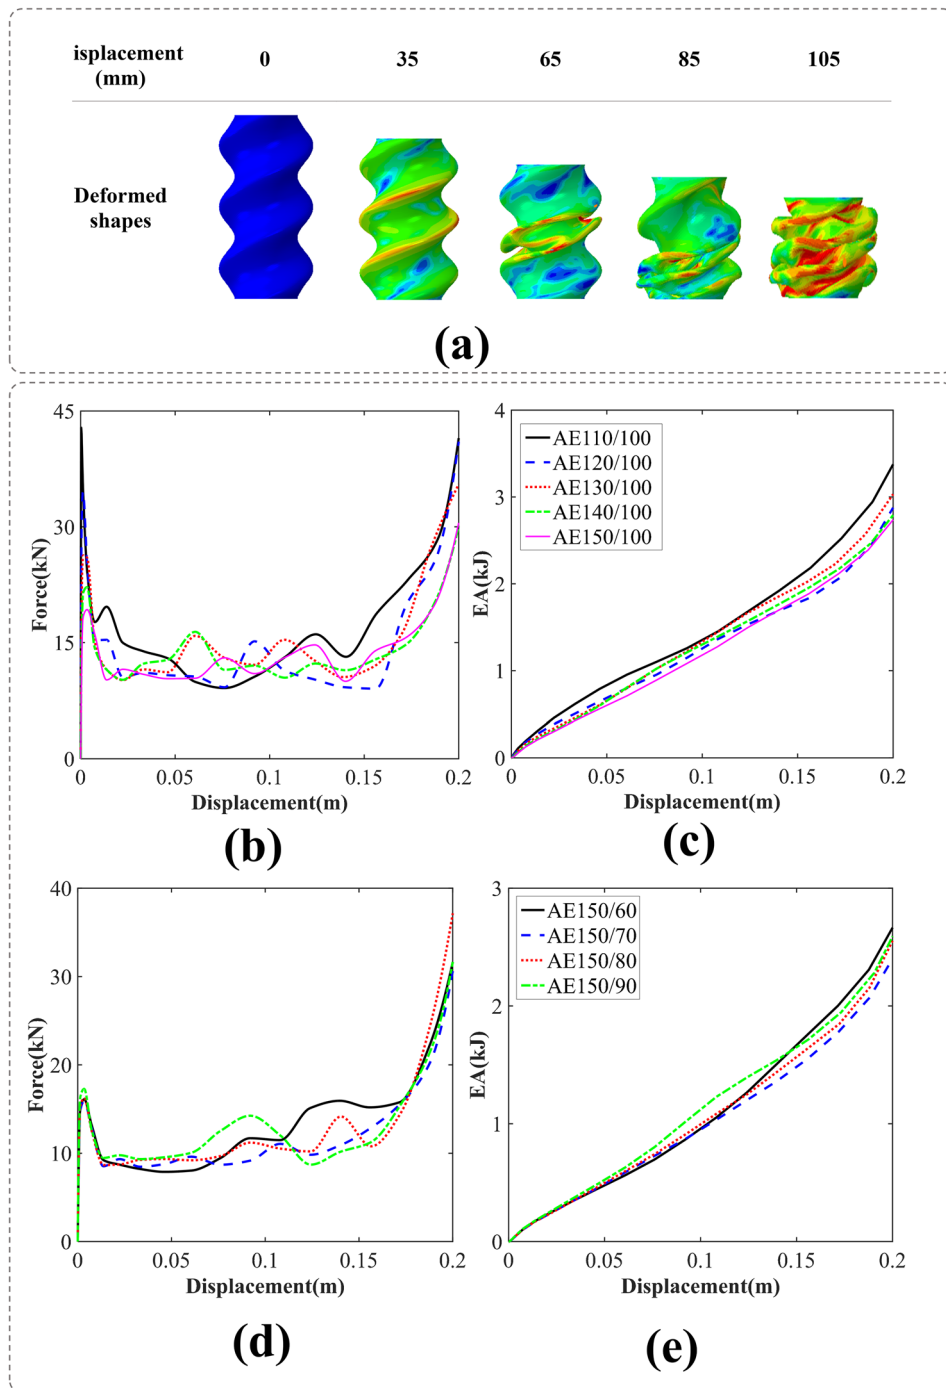 isplacement 0 35 65 85 105
(mm)
Deformed
shapes
(a)
45
30
15
0
Force(kN)
0 0.05 0.1 0.15 0.2
Displacement(m)
(b)
4
3
2
1
0
EA(kJ)
AE110/100
AE120/100
AE130/100
AE140/100
AE150/100
0 0.05 0.1 0.15 0.2
Displacement(m)
(c)
40
30
20
10
0
Force(kN)
0 0.05 0.1 0.15 0.2
Displacement(m)
(d)
3
2
1
0
EA(kJ)
AE150/60
AE150/70
AE150/80
AE150/90
0 0.05 0.1 0.15 0.2
Displacement(m)
(e)